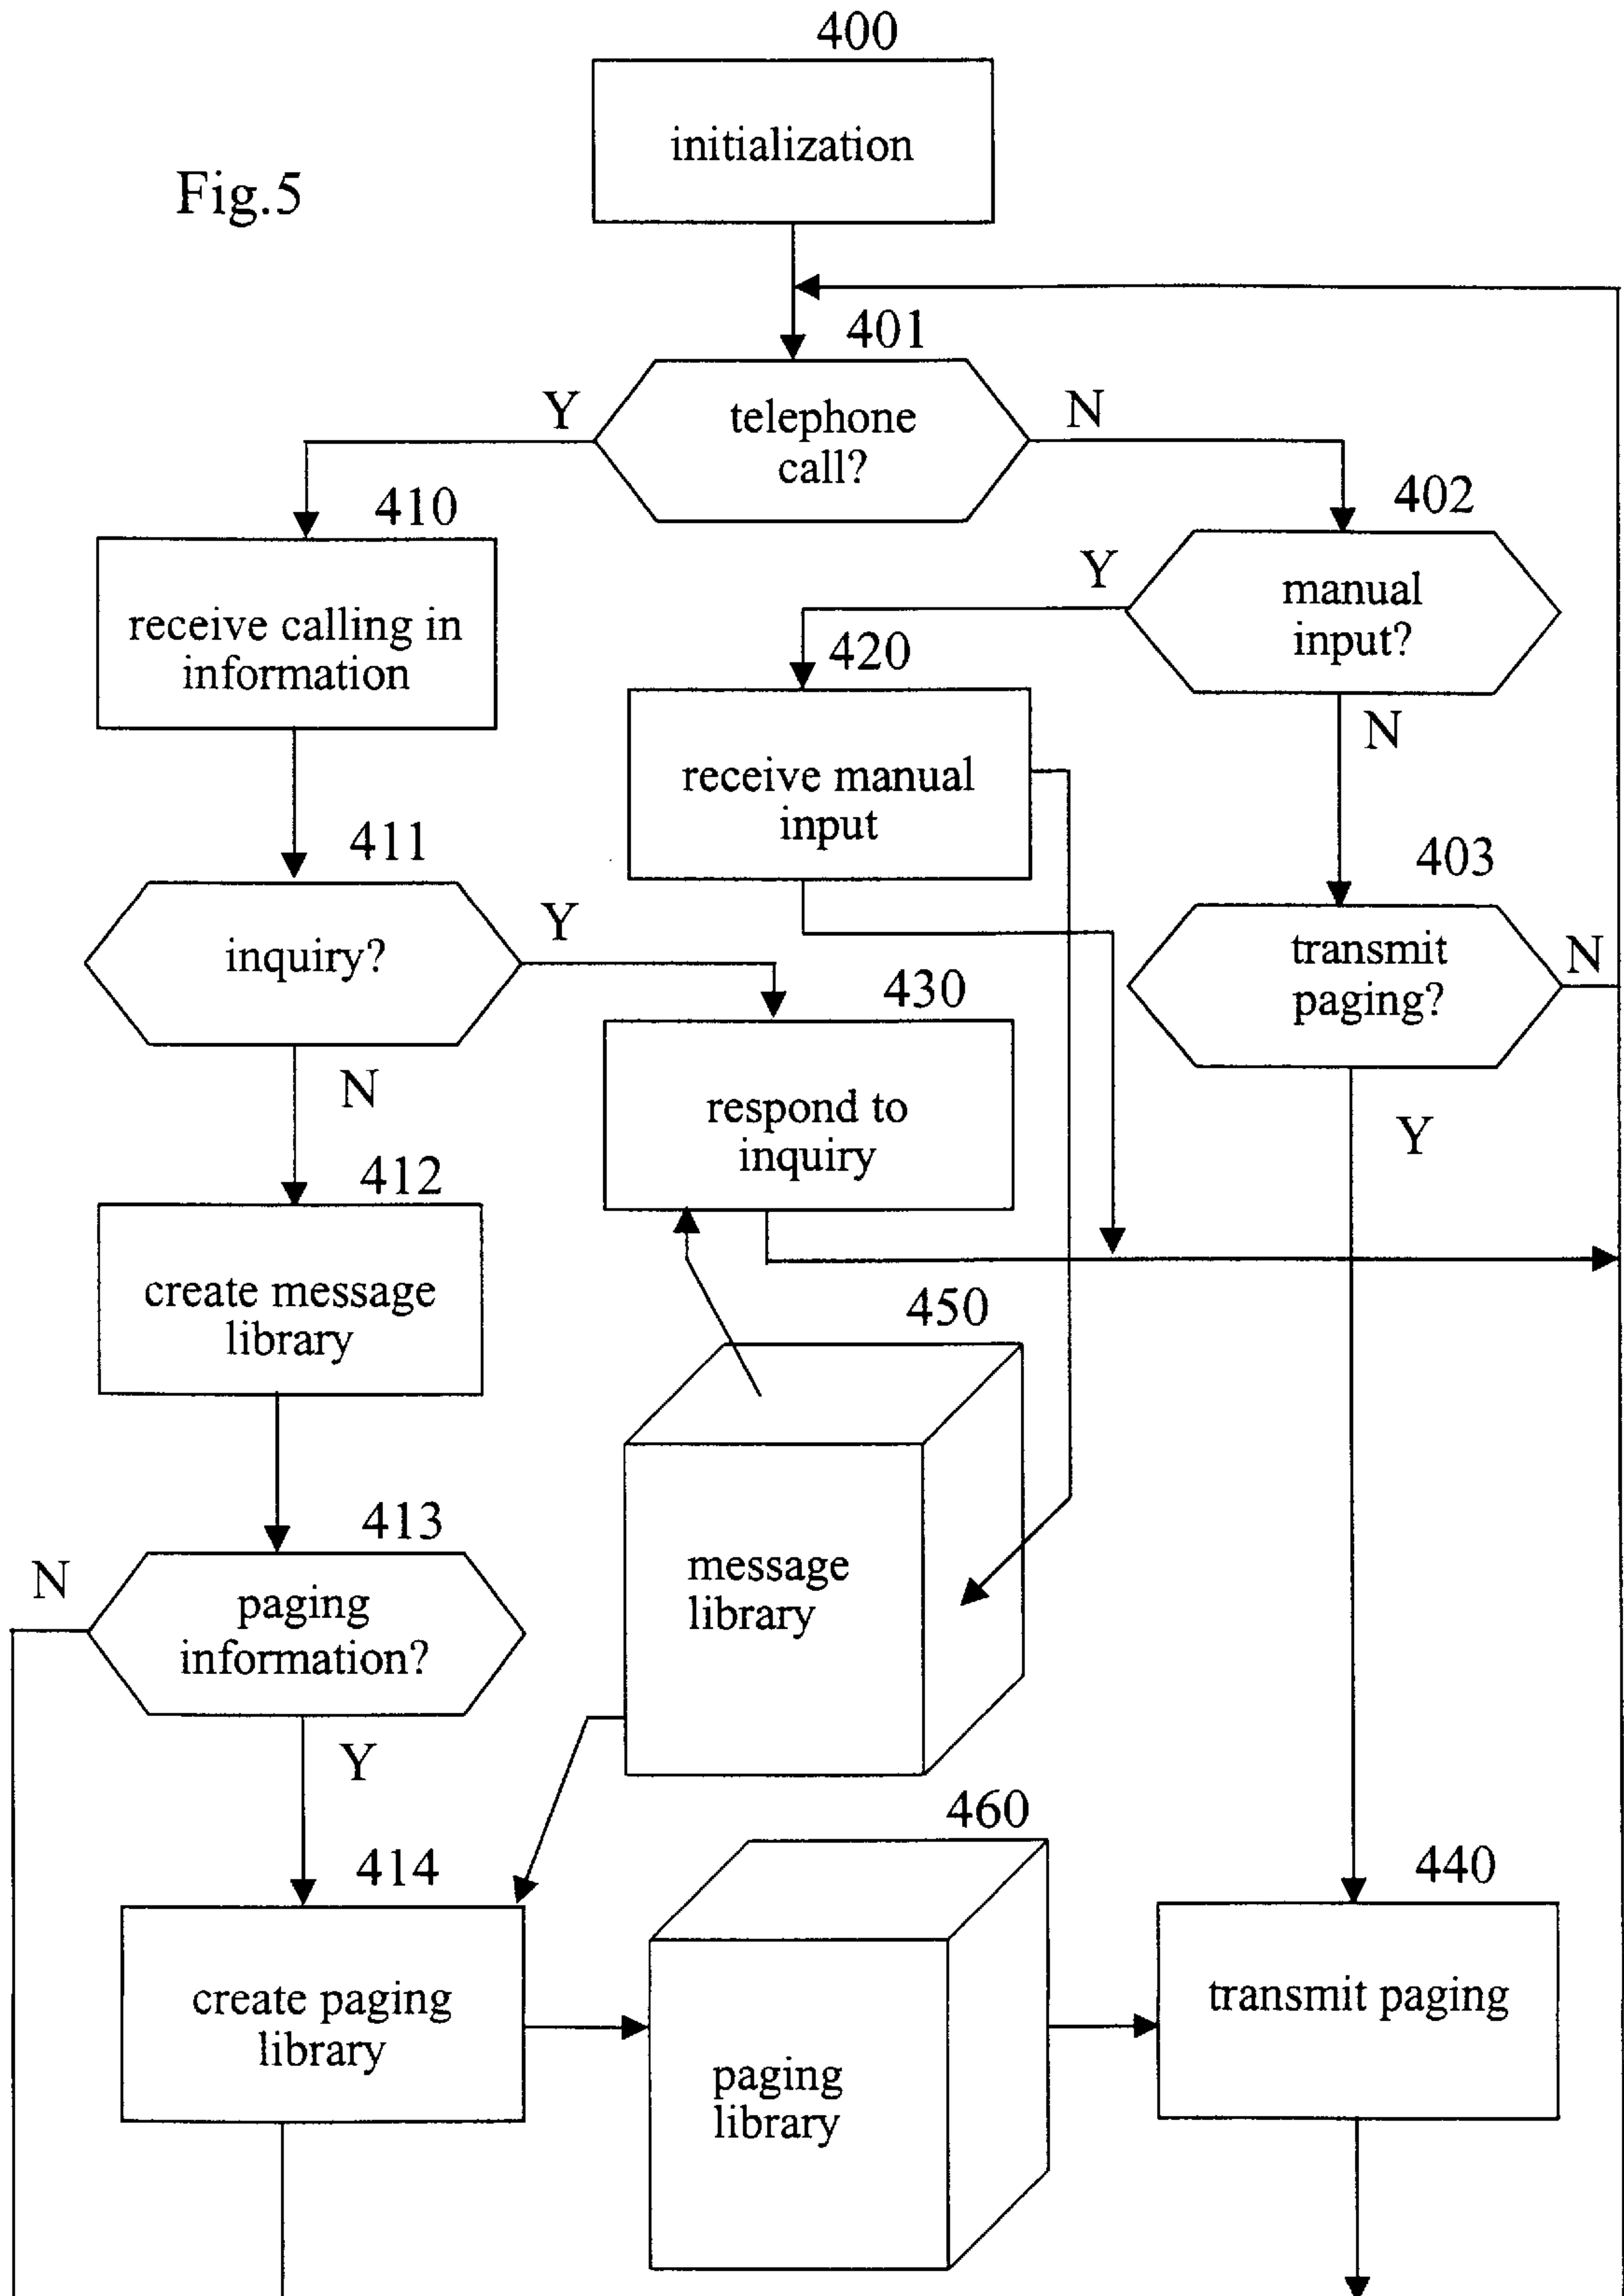 400
initialization
Fig.5
401
Y
telephone
call?
N
410
402
receive calling in
information
Y
manual
input?
420
N
receive manual
input
411
403
inquiry?
Y
transmit
paging?
N
430
N
respond to
inquiry
Y
412
create message
library
450
413
N
paging
information?
message
library
Y
460
414
440
create paging
library
transmit paging
paging
library